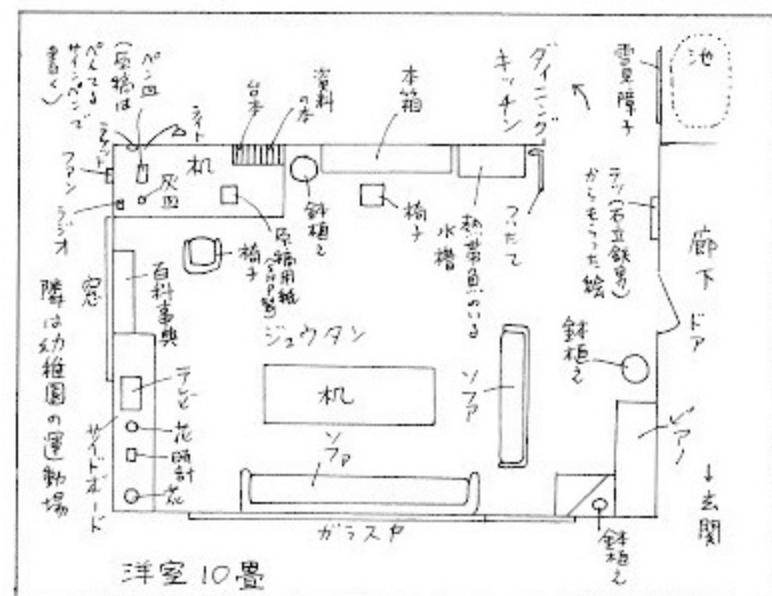 池
雪見障子
ダイニング
キッチン
本箱
資料
の本
台本
ライト
ペン皿
(原稿は
ぺんてる
サインペンで
書く)
ファン
ラジオ
灰皿
机
鉢植え
椅子
熱帯魚のいる
水槽
ついたて
テツ(石立鉄男)
からもらった絵
廊下
ドア
鉢植え
ピアノ
↓玄関
鉢植え
ソファ
原稿用紙
椅子
ジュウタン
机
ソファ
ガラス戸
窓
百科事典
隣は幼稚園の運動場
テレビ
花
時計
花
サイドボード
洋室10畳